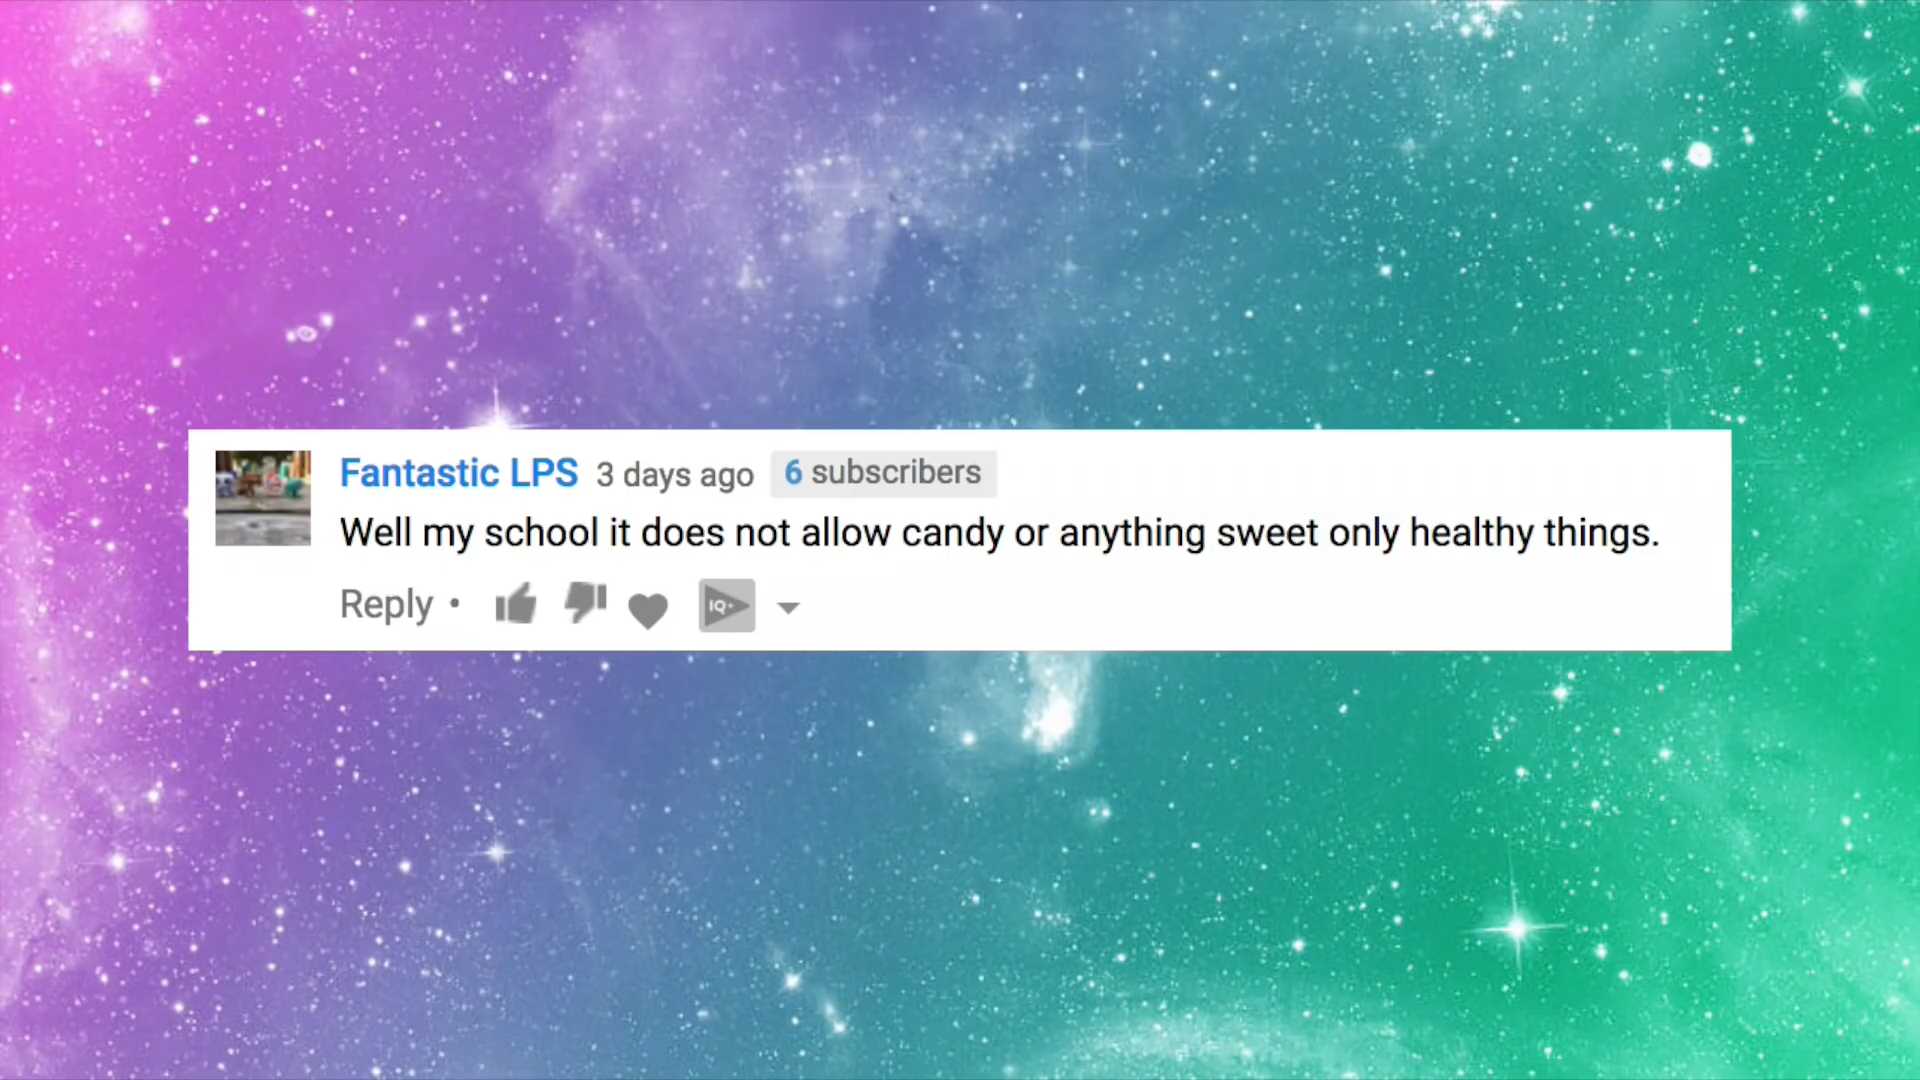 Fantastic LPS 3 days ago 6 subscribers
Well my school it does not allow candy or anything sweet only healthy things.
Reply • IQ+